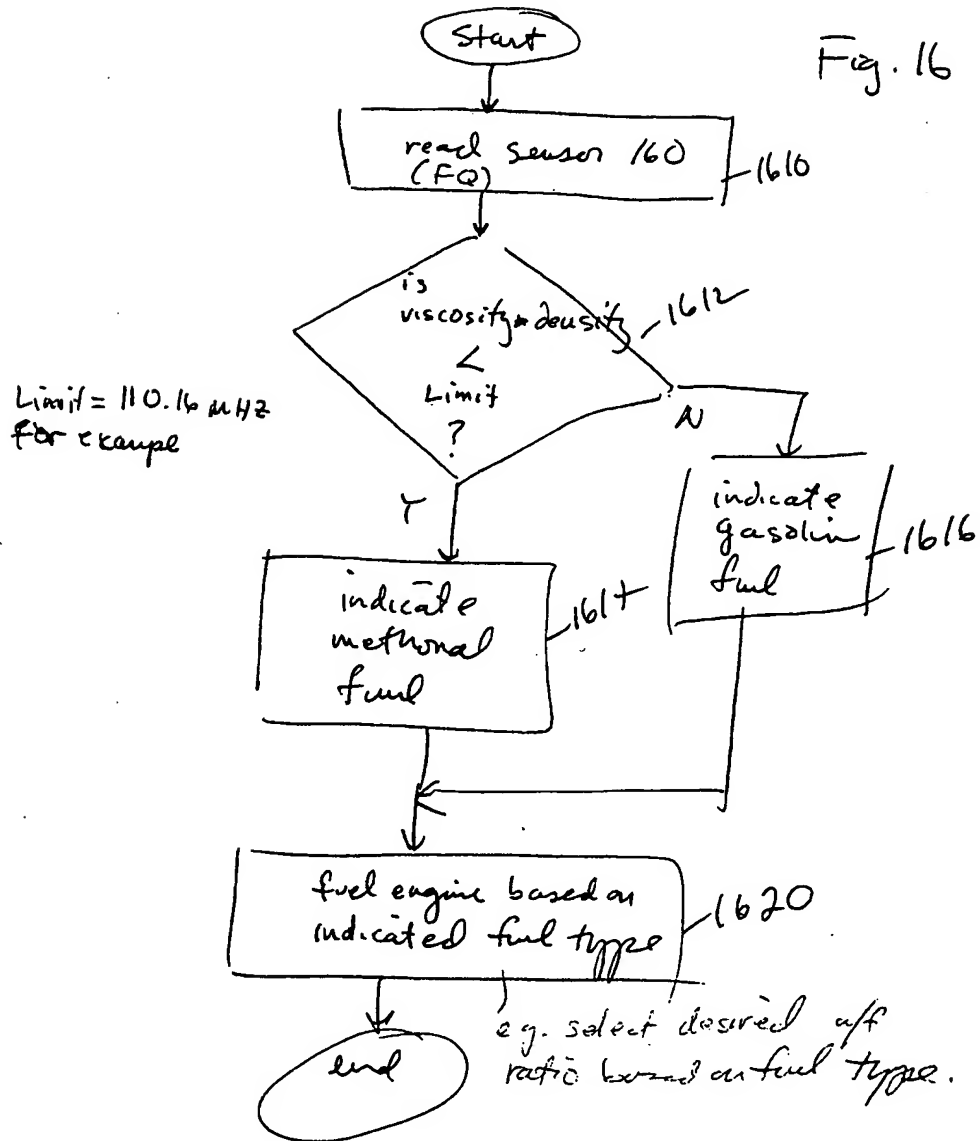 Start
Fig. 16
read sensor 160
(FQ)
1610
is
viscosity * density
<
Limit
?
1612
Limit = 110.16 MHZ
for exampe
N
Y
indicate
gasolin
fuel
1616
indicate
methonal
fuel
1614
fuel engine based on
indicated fuel type
1620
e.g. select desired a/f
ratio based on fuel type.
end